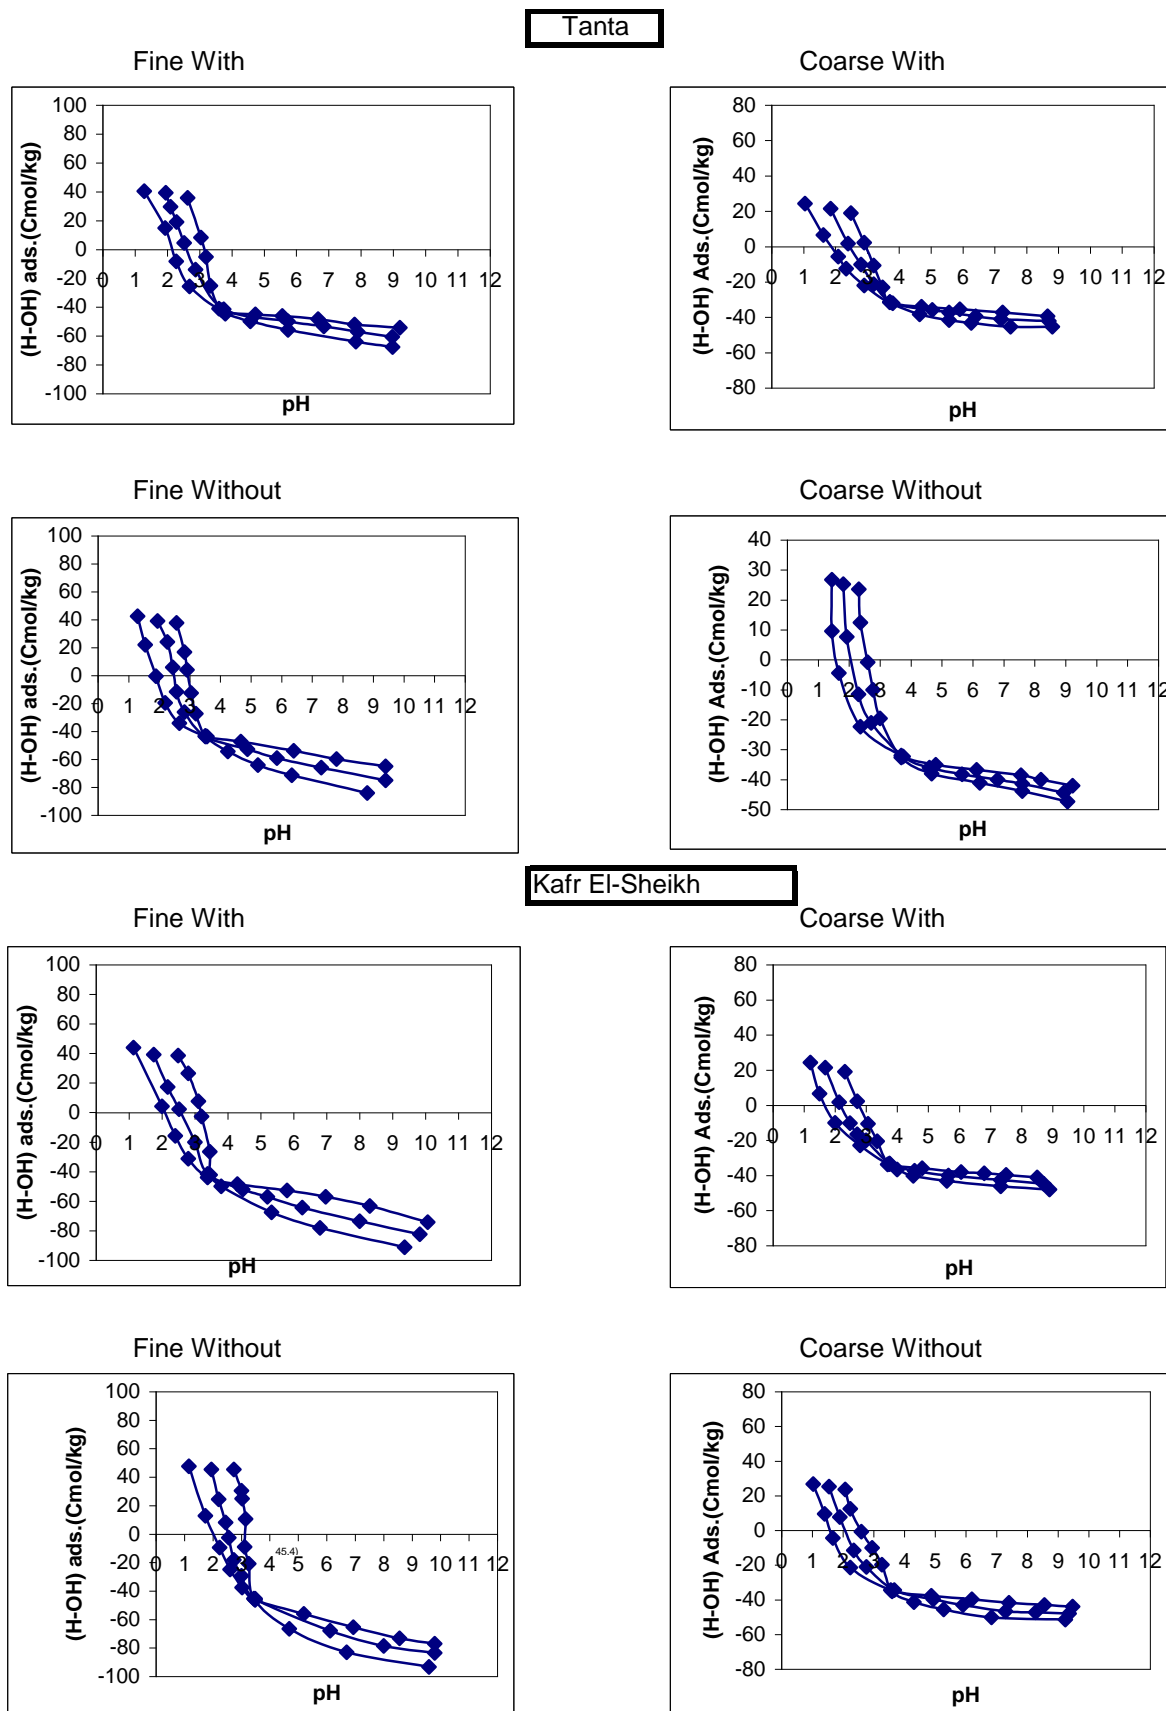 Tanta
Fine With
Coarse With
(H-OH) ads.(Cmol/kg)
100
80
60
40
20
0
-20
-40
-60
-80
-100
0 1 2 3 4 5 6 7 8 9 10 11 12
pH
(H-OH) Ads.(Cmol/kg)
80
60
40
20
0
-20
-40
-60
-80
0 1 2 3 4 5 6 7 8 9 10 11 12
pH
Fine Without
Coarse Without
(H-OH) ads.(Cmol/kg)
100
80
60
40
20
0
-20
-40
-60
-80
-100
0 1 2 3 4 5 6 7 8 9 10 11 12
pH
(H-OH) Ads.(Cmol/kg)
40
30
20
10
0
-10
-20
-30
-40
-50
0 1 2 3 4 5 6 7 8 9 10 11 12
pH
Kafr El-Sheikh
Fine With
Coarse With
(H-OH) ads.(Cmol/kg)
100
80
60
40
20
0
-20
-40
-60
-80
-100
0 1 2 3 4 5 6 7 8 9 10 11 12
pH
(H-OH) Ads.(Cmol/kg)
80
60
40
20
0
-20
-40
-60
-80
0 1 2 3 4 5 6 7 8 9 10 11 12
pH
Fine Without
Coarse Without
(H-OH) ads.(Cmol/kg)
100
80
60
40
20
0
-20
-40
-60
-80
-100
0 1 2 3 4 5 6 7 8 9 10 11 12
45.4)
pH
(H-OH) Ads.(Cmol/kg)
80
60
40
20
0
-20
-40
-60
-80
0 1 2 3 4 5 6 7 8 9 10 11 12
pH